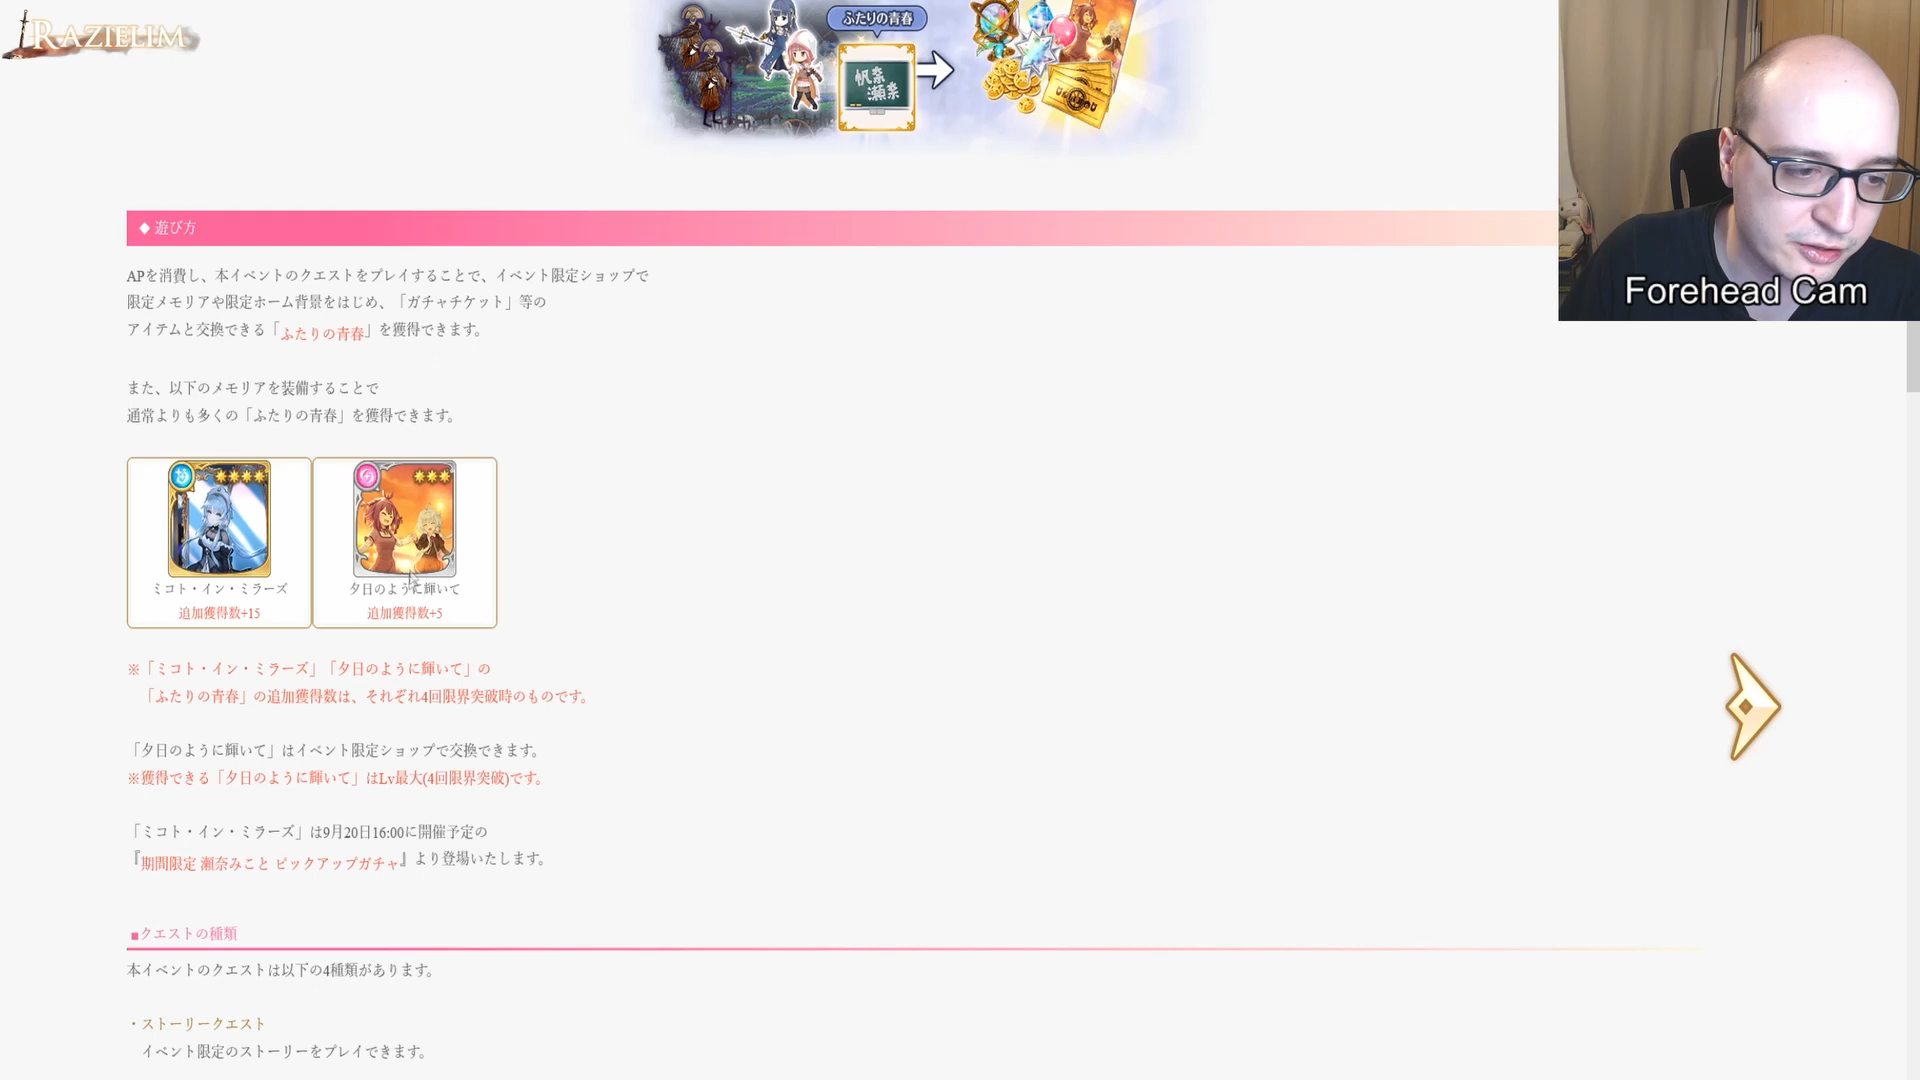 RAZIELIM
ふたりの青春
帆奈
瀬奈
Forehead Cam
◆ 遊び方
APを消費し、本イベントのクエストをプレイすることで、イベント限定ショップで
限定メモリアや限定ホーム背景をはじめ、「ガチャチケット」等の
アイテムと交換できる「ふたりの青春」を獲得できます。
また、以下のメモリアを装備することで
通常よりも多くの「ふたりの青春」を獲得できます。
ミコト・イン・ミラーズ
追加獲得数+15
夕日のように輝いて
追加獲得数+5
※「ミコト・イン・ミラーズ」「夕日のように輝いて」の
「ふたりの青春」の追加獲得数は、それぞれ4回限界突破時のものです。
「夕日のように輝いて」はイベント限定ショップで交換できます。
※獲得できる「夕日のように輝いて」はLv最大(4回限界突破)です。
「ミコト・イン・ミラーズ」は9月20日16:00に開催予定の
『期間限定 瀬奈みこと ピックアップガチャ』より登場いたします。
■クエストの種類
本イベントのクエストは以下の4種類があります。
・ストーリークエスト
イベント限定のストーリーをプレイできます。